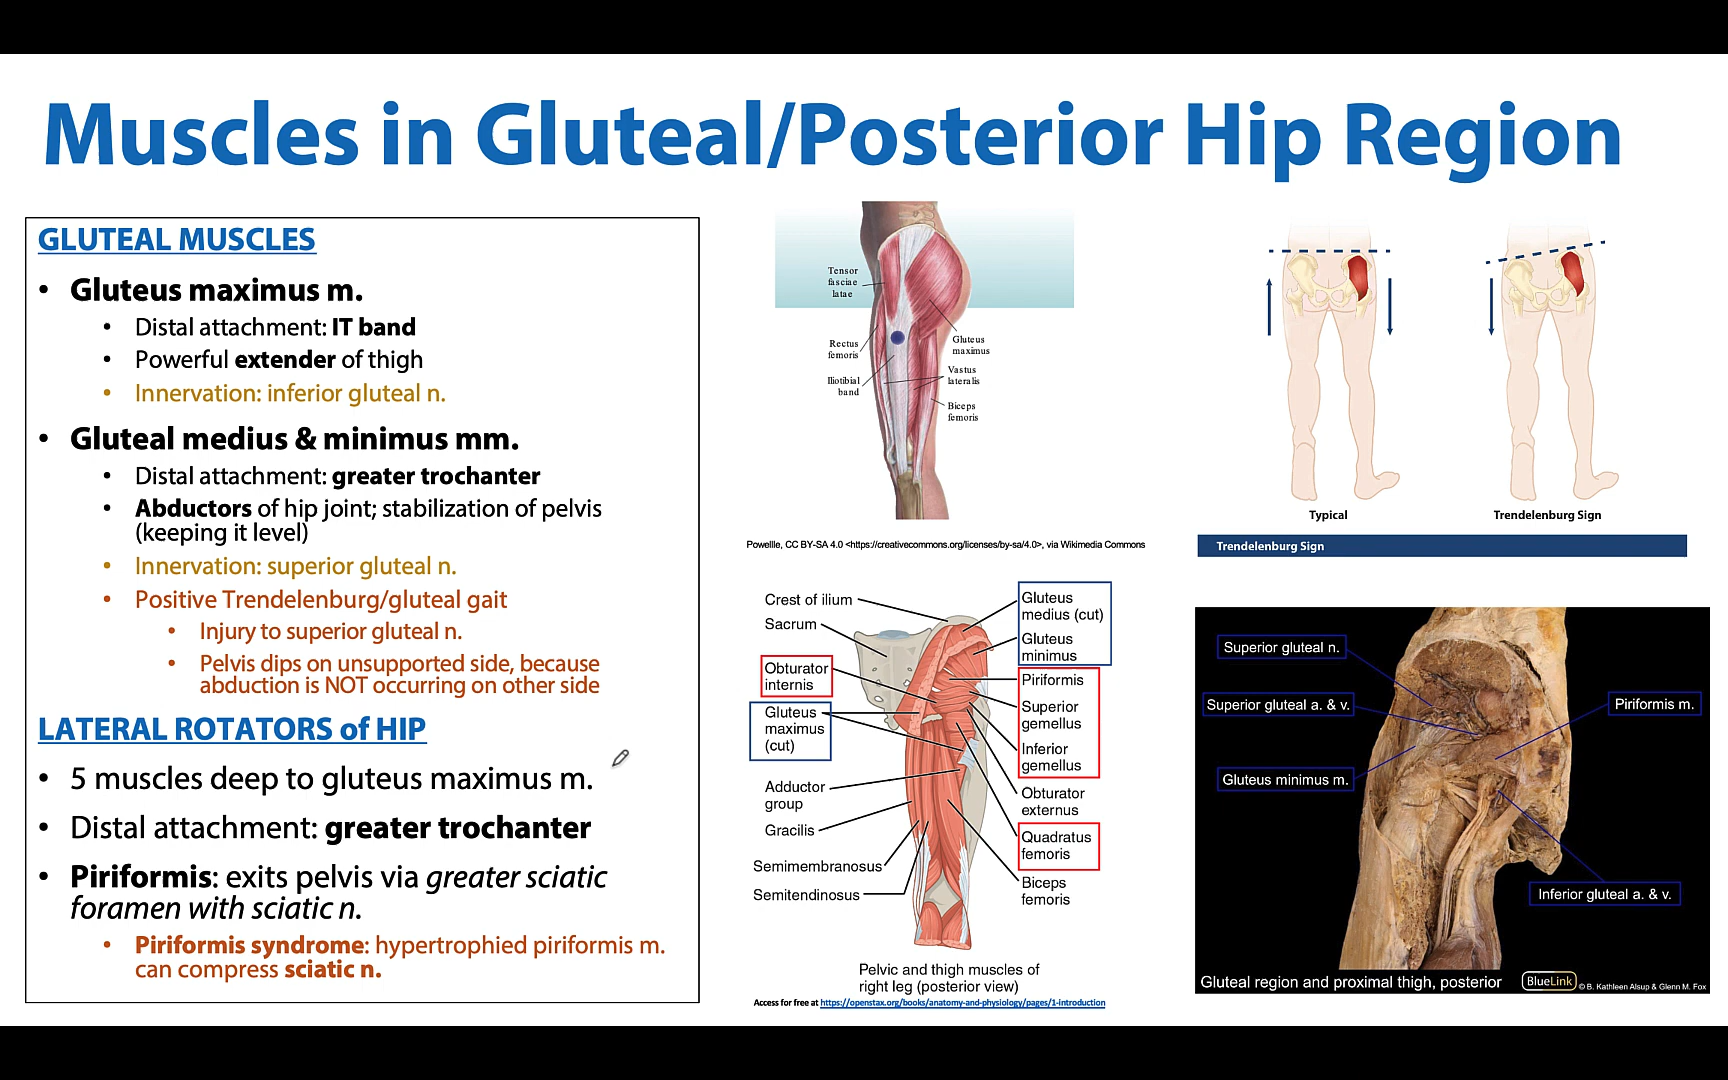 Muscles in Gluteal/Posterior Hip Region
GLUTEAL MUSCLES
• Gluteus maximus m.
• Distal attachment: IT band
• Powerful extender of thigh
• Innervation: inferior gluteal n.
• Gluteal medius & minimus mm.
• Distal attachment: greater trochanter
• Abductors of hip joint; stabilization of pelvis
(keeping it level)
• Innervation: superior gluteal n.
• Positive Trendelenburg/gluteal gait
• Injury to superior gluteal n.
• Pelvis dips on unsupported side, because
abduction is NOT occurring on other side
LATERAL ROTATORS of HIP
• 5 muscles deep to gluteus maximus m.
• Distal attachment: greater trochanter
• Piriformis: exits pelvis via greater sciatic
foramen with sciatic n.
• Piriformis syndrome: hypertrophied piriformis m.
can compress sciatic n.
Tensor
fasciae
latae
Rectus
femoris
Iliotibial
band
Gluteus
maximus
Vastus
lateralis
Biceps
femoris
Powellle, CC BY-SA 4.0 <https://creativecommons.org/licenses/by-sa/4.0>, via Wikimedia Commons
Crest of ilium
Sacrum
Obturator
internis
Gluteus
maximus
(cut)
Adductor
group
Gracilis
Semimembranosus
Semitendinosus
Gluteus
medius (cut)
Gluteus
minimus
Piriformis
Superior
gemellus
Inferior
gemellus
Obturator
externus
Quadratus
femoris
Biceps
femoris
Pelvic and thigh muscles of
right leg (posterior view)
Access for free at https://openstax.org/books/anatomy-and-physiology/pages/1-introduction
Typical
Trendelenburg Sign
Trendelenburg Sign
Superior gluteal n.
Superior gluteal a. & v.
Piriformis m.
Gluteus minimus m.
Inferior gluteal a. & v.
Gluteal region and proximal thigh, posterior
BlueLink
© B. Kathleen Alsup & Glenn M. Fox